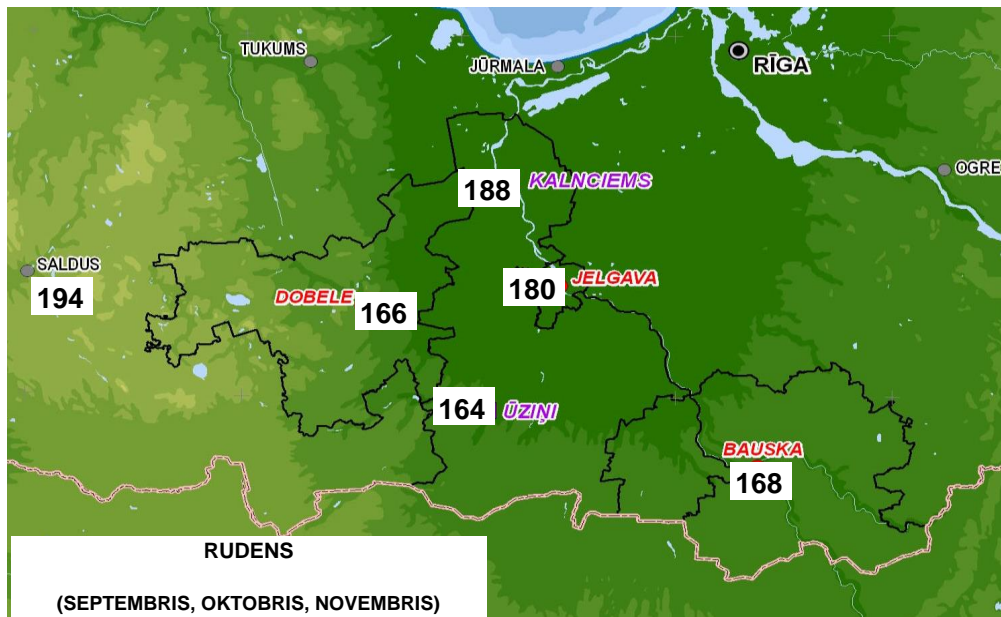 TUKUMS
JŪRMALA
RĪGA
OGRE
188 KALNCIEMS
SALDUS
194
DOBELE 166
180 JELGAVA
164 ŪZIŅI
BAUSKA
168
RUDENS
(SEPTEMBRIS, OKTOBRIS, NOVEMBRIS)